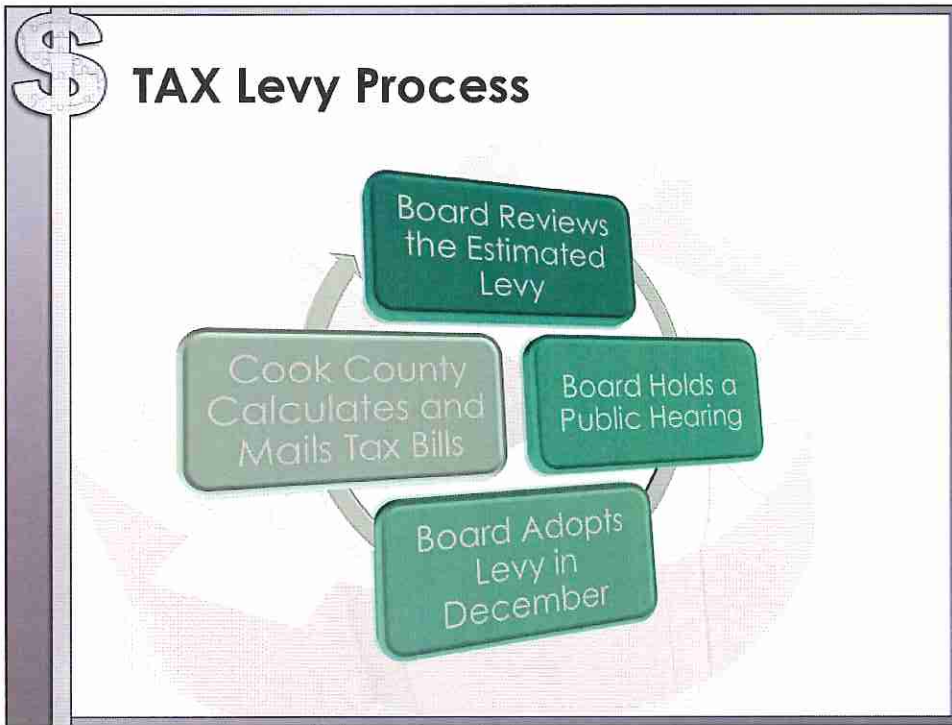 TAX Levy Process
Board Reviews
the Estimated
Levy
Board Holds a
Public Hearing
Board Adopts
Levy in
December
Cook County
Calculates and
Mails Tax Bills